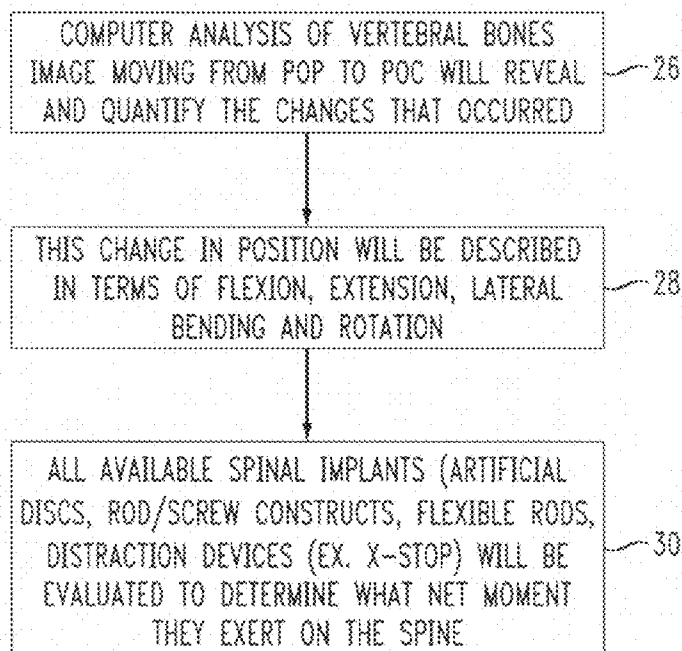 COMPUTER ANALYSIS OF VERTEBRAL BONES
IMAGE MOVING FROM POP TO POC WILL REVEAL
AND QUANTIFY THE CHANGES THAT OCCURRED
26
THIS CHANGE IN POSITION WILL BE DESCRIBED
IN TERMS OF FLEXION, EXTENSION, LATERAL
BENDING AND ROTATION
28
ALL AVAILABLE SPINAL IMPLANTS (ARTIFICIAL
DISCS, ROD/SCREW CONSTRUCTS, FLEXIBLE RODS,
DISTRACTION DEVICES (EX. X-STOP) WILL BE
EVALUATED TO DETERMINE WHAT NET MOMENT
THEY EXERT ON THE SPINE
30